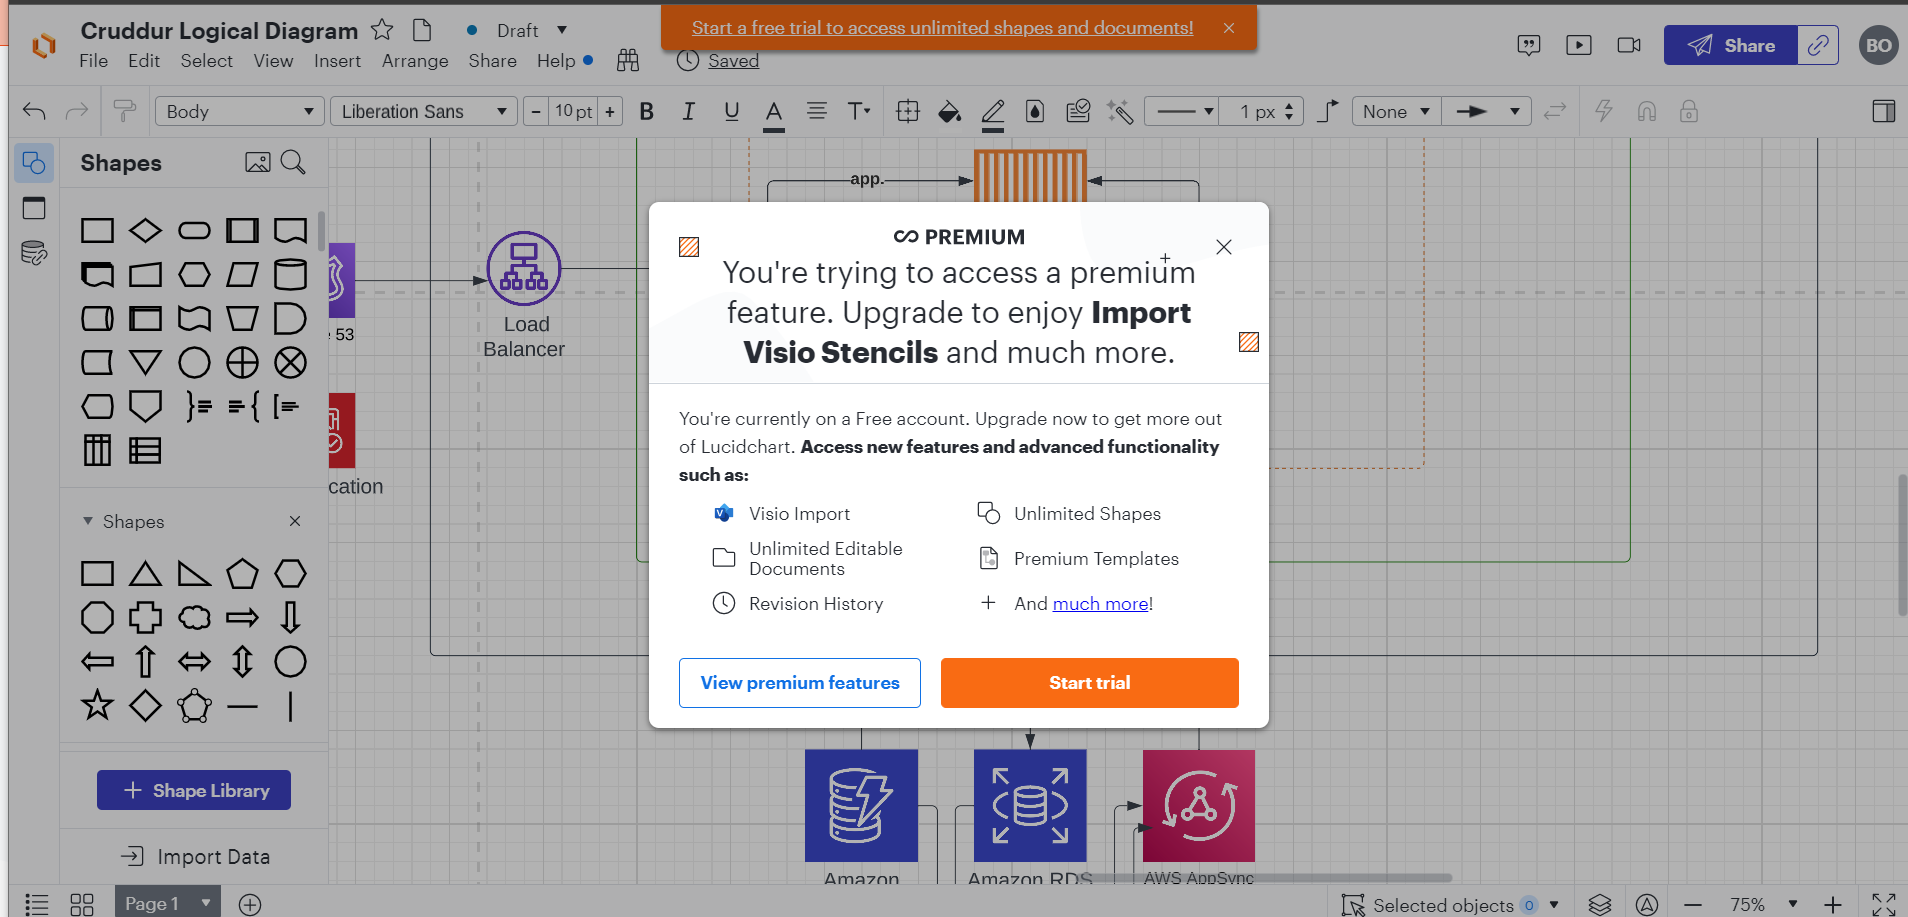 Start a free trial to access unlimited shapes and documents!
Cruddur Logical Diagram
Draft
File Edit Select View Insert Arrange Share Help
Saved
Share
BO
Body
Liberation Sans
- 10 pt +
B I U A T
1 px
None
Shapes
app.
53
Load
Balancer
cation
PREMIUM
You're trying to access a premium
feature. Upgrade to enjoy Import
Visio Stencils and much more.
You're currently on a Free account. Upgrade now to get more out
of Lucidchart. Access new features and advanced functionality
such as:
Visio Import
Unlimited Shapes
Unlimited Editable
Documents
Premium Templates
Revision History
And much more!
View premium features
Start trial
Shapes
+ Shape Library
Import Data
Amazon
Amazon RDS
AWS AppSync
Page 1
Selected objects 0
75%